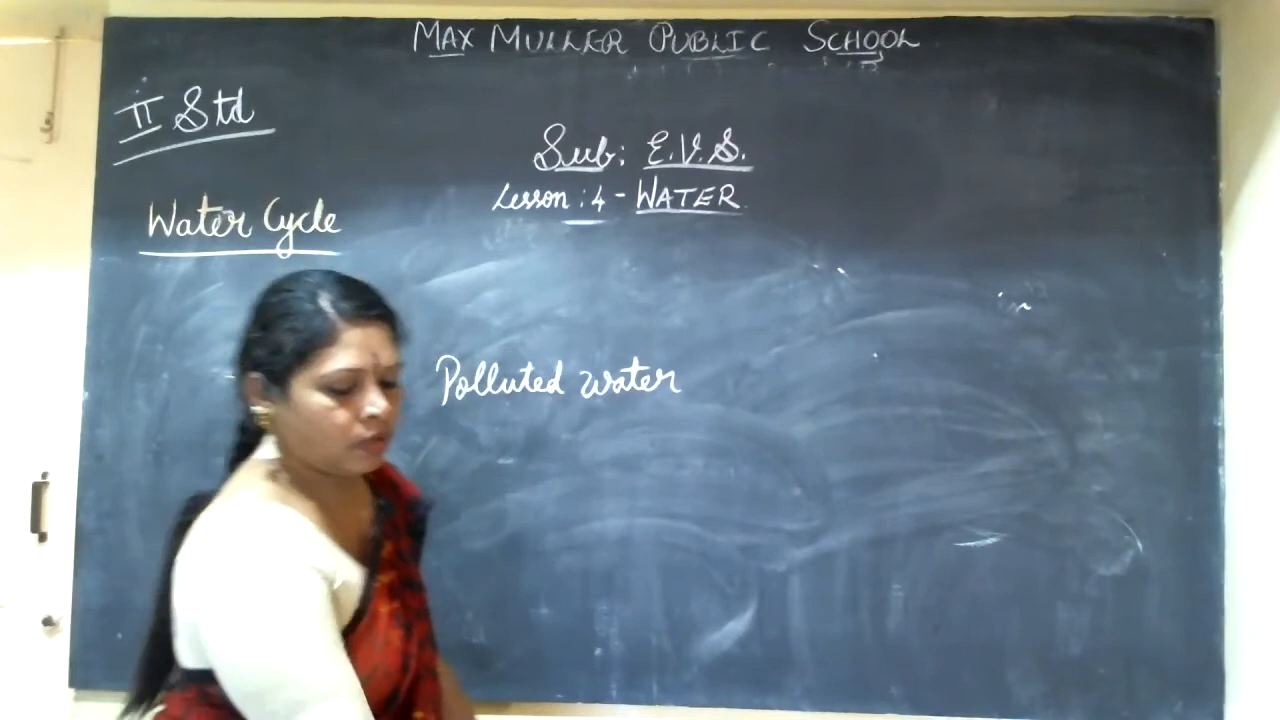 MAX MULLER PUBLIC SCHOOL
II Std
Sub: E.V.S.
Lesson : 4 - WATER
Water Cycle
Polluted water